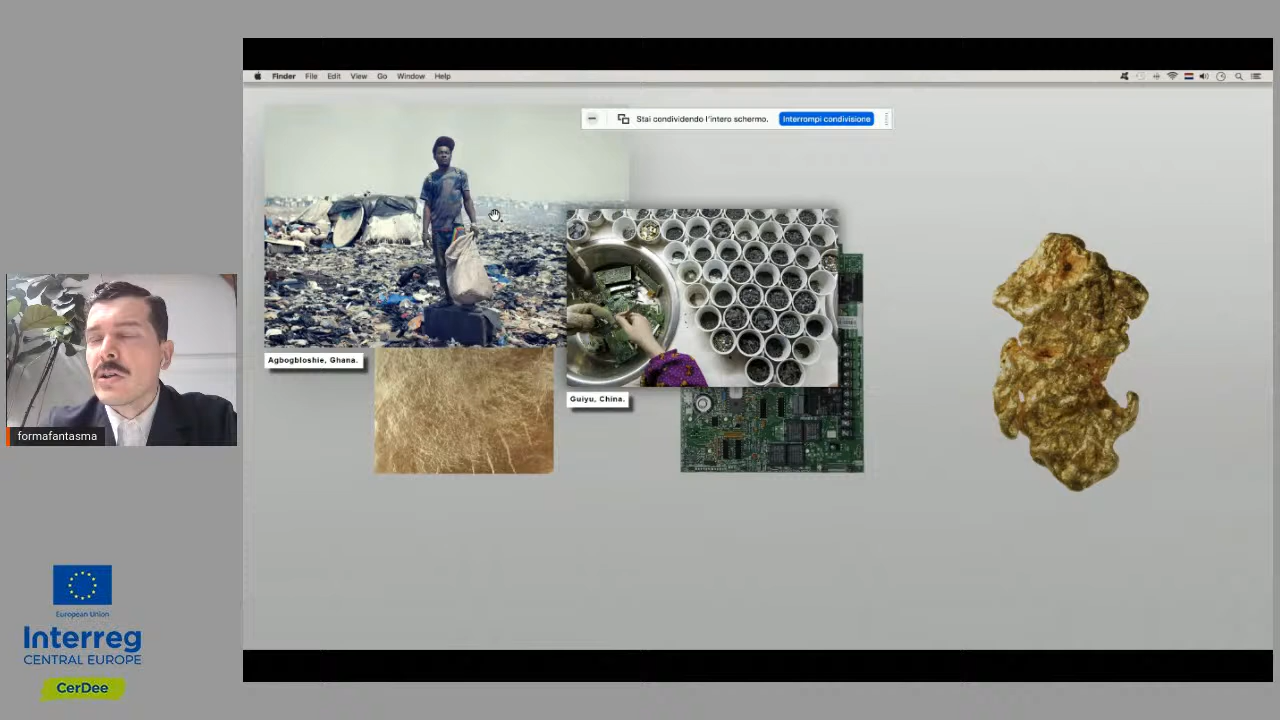 Finder File Edit View Go Window Help
Stai condividendo l'intero schermo. Interrompi condivisione
Agbogbloshie, Ghana.
Guiyu, China.
formafantasma
European Union
Interreg
CENTRAL EUROPE
CerDee